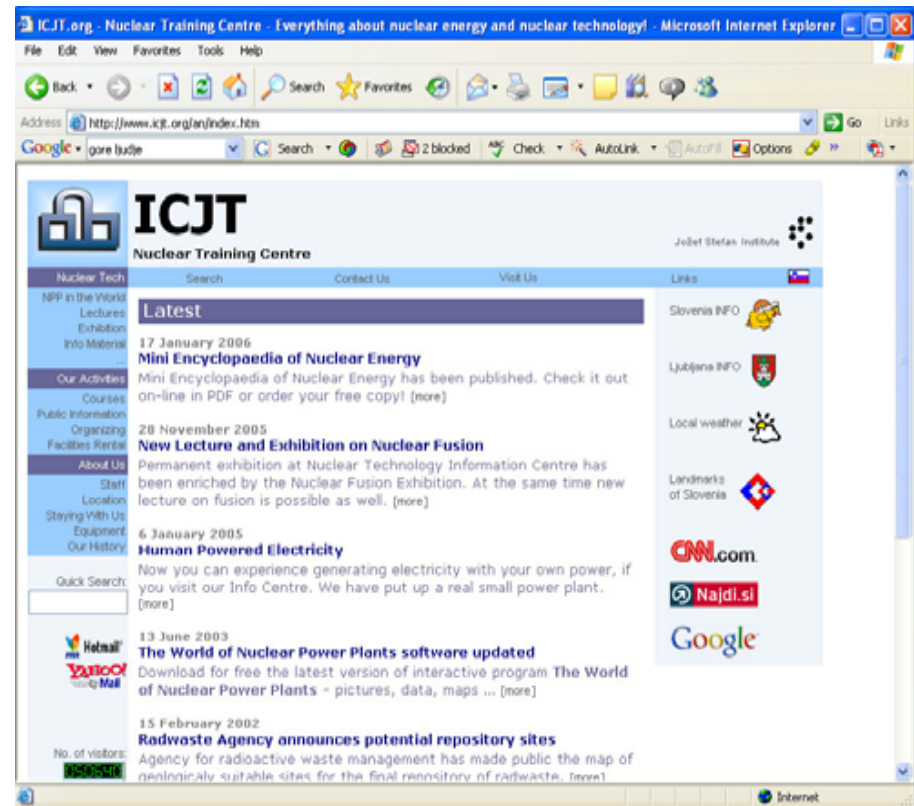 ICJT.org - Nuclear Training Centre - Everything about nuclear energy and nuclear technology! - Microsoft Internet Explorer
File Edit View Favorites Tools Help
Back Search Favorites
Address http://www.icjt.org/an/index.htm Go Links
Google gore ljudje Search 2 blocked Check AutoLink AutoFill Options »
ICJT
Nuclear Training Centre
Jožef Stefan Institute
Nuclear Tech Search Contact Us Visit Us Links
NPP in the World
Lectures
Exhibition
Info Material
...
Our Activities
Courses
Public Information
Organizing
Facilities Rental
About Us
Staff
Location
Staying With Us
Equipment
Our History
Quick Search:
Hotmail
YAHOO!
Mail
No. of visitors:
Latest
17 January 2006
Mini Encyclopaedia of Nuclear Energy
Mini Encyclopaedia of Nuclear Energy has been published. Check it out
on-line in PDF or order your free copy! [more]
28 November 2005
New Lecture and Exhibition on Nuclear Fusion
Permanent exhibition at Nuclear Technology Information Centre has
been enriched by the Nuclear Fusion Exhibition. At the same time new
lecture on fusion is possible as well. [more]
6 January 2005
Human Powered Electricity
Now you can experience generating electricity with your own power, if
you visit our Info Centre. We have put up a real small power plant.
[more]
13 June 2003
The World of Nuclear Power Plants software updated
Download for free the latest version of interactive program The World
of Nuclear Power Plants - pictures, data, maps ... [more]
15 February 2002
Radwaste Agency announces potential repository sites
Agency for radioactive waste management has made public the map of
geologicaly suitable sites for the final repository of radwaste. [more]
Slovenia INFO
Ljubljana INFO
Local weather
Landmarks
of Slovenia
CNN.com
Najdi.si
Google
Internet